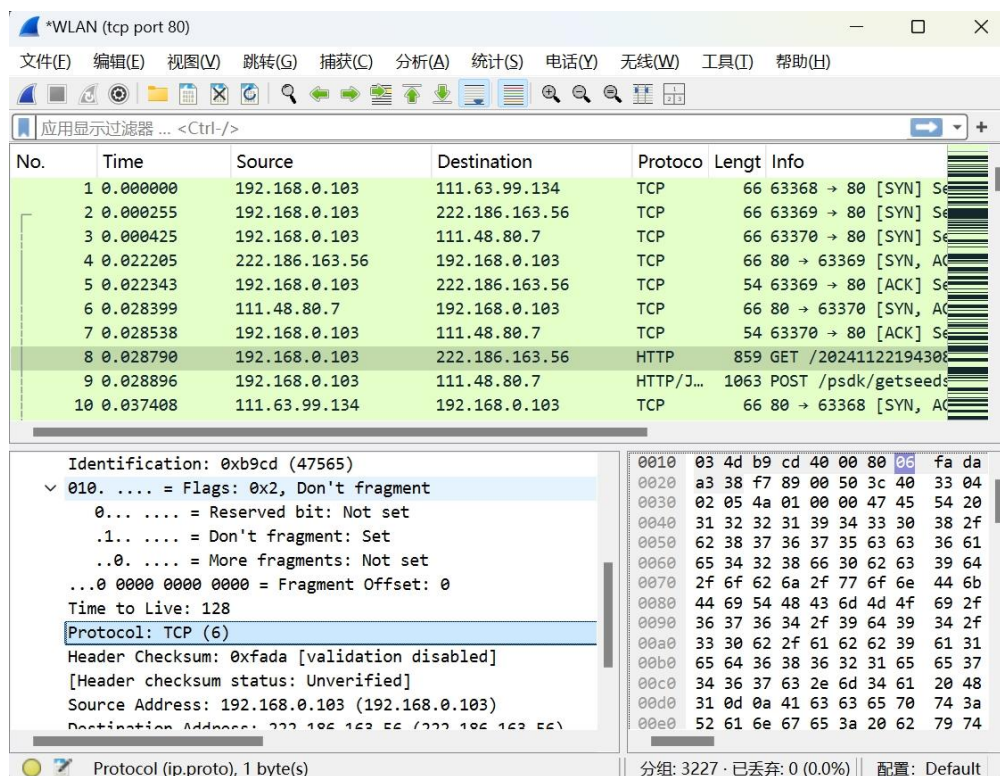 *WLAN (tcp port 80)
文件(F) 编辑(E) 视图(V) 跳转(G) 捕获(C) 分析(A) 统计(S) 电话(Y) 无线(W) 工具(T) 帮助(H)
应用显示过滤器 … <Ctrl-/>
No. Time Source Destination Protoco Lengt Info
1 0.000000 192.168.0.103 111.63.99.134 TCP 66 63368 → 80 [SYN] Se
2 0.000255 192.168.0.103 222.186.163.56 TCP 66 63369 → 80 [SYN] Se
3 0.000425 192.168.0.103 111.48.80.7 TCP 66 63370 → 80 [SYN] Se
4 0.022205 222.186.163.56 192.168.0.103 TCP 66 80 → 63369 [SYN, AC
5 0.022343 192.168.0.103 222.186.163.56 TCP 54 63369 → 80 [ACK] Se
6 0.028399 111.48.80.7 192.168.0.103 TCP 66 80 → 63370 [SYN, AC
7 0.028538 192.168.0.103 111.48.80.7 TCP 54 63370 → 80 [ACK] Se
8 0.028790 192.168.0.103 222.186.163.56 HTTP 859 GET /20241122194308
9 0.028896 192.168.0.103 111.48.80.7 HTTP/J… 1063 POST /psdk/getseeds
10 0.037408 111.63.99.134 192.168.0.103 TCP 66 80 → 63368 [SYN, AC
Identification: 0xb9cd (47565)
010. .... = Flags: 0x2, Don't fragment
0... .... = Reserved bit: Not set
.1.. .... = Don't fragment: Set
..0. .... = More fragments: Not set
...0 0000 0000 0000 = Fragment Offset: 0
Time to Live: 128
Protocol: TCP (6)
Header Checksum: 0xfada [validation disabled]
[Header checksum status: Unverified]
Source Address: 192.168.0.103 (192.168.0.103)
Destination Address: 222.186.163.56 (222.186.163.56)
0010 03 4d b9 cd 40 00 80 06 fa da
0020 a3 38 f7 89 00 50 3c 40 33 04
0030 02 05 4a 01 00 00 47 45 54 20
0040 31 32 32 31 39 34 33 30 38 2f
0050 62 38 37 36 37 35 63 63 36 61
0060 65 34 32 38 66 30 62 63 39 64
0070 2f 6f 62 6a 2f 77 6f 6e 44 6b
0080 44 69 54 48 43 6d 4d 4f 69 2f
0090 36 37 36 34 2f 39 64 39 34 2f
00a0 33 30 62 2f 61 62 62 39 61 31
00b0 65 64 36 38 36 32 31 65 65 37
00c0 34 36 37 63 2e 6d 34 61 20 48
00d0 31 0d 0a 41 63 63 65 70 74 3a
00e0 52 61 6e 67 65 3a 20 62 79 74
Protocol (ip.proto), 1 byte(s)
分组: 3227 · 已丢弃: 0 (0.0%)
配置: Default